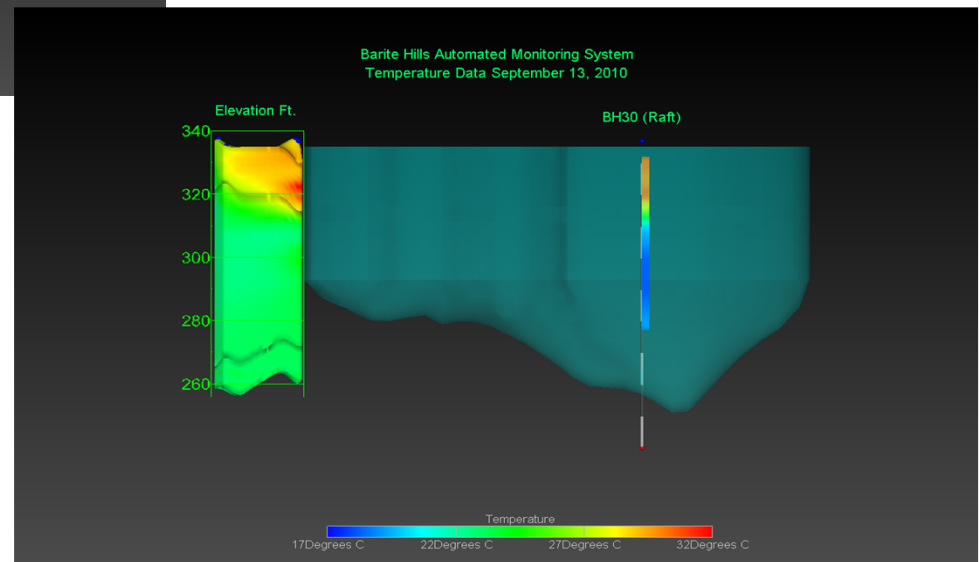 Barite Hills Automated Monitoring System
Temperature Data September 13, 2010
Elevation Ft.
BH30 (Raft)
340
320
300
280
260
Temperature
17Degrees C 22Degrees C 27Degrees C 32Degrees C